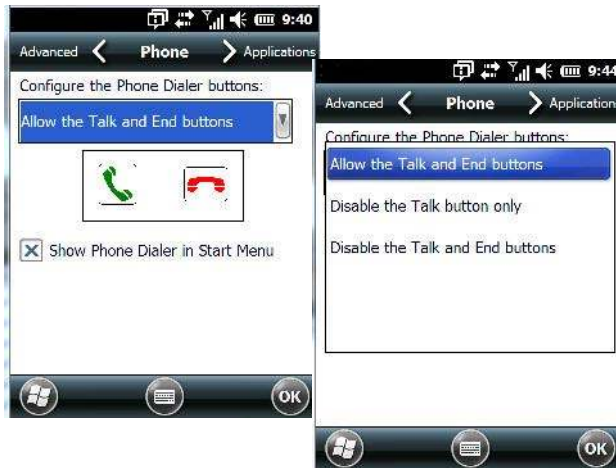 9:40
Advanced Phone Applications
Configure the Phone Dialer buttons:
Allow the Talk and End buttons
Show Phone Dialer in Start Menu
OK
9:44
Advanced Phone Application
Configure the Phone Dialer buttons:
Allow the Talk and End buttons
Disable the Talk button only
Disable the Talk and End buttons
OK